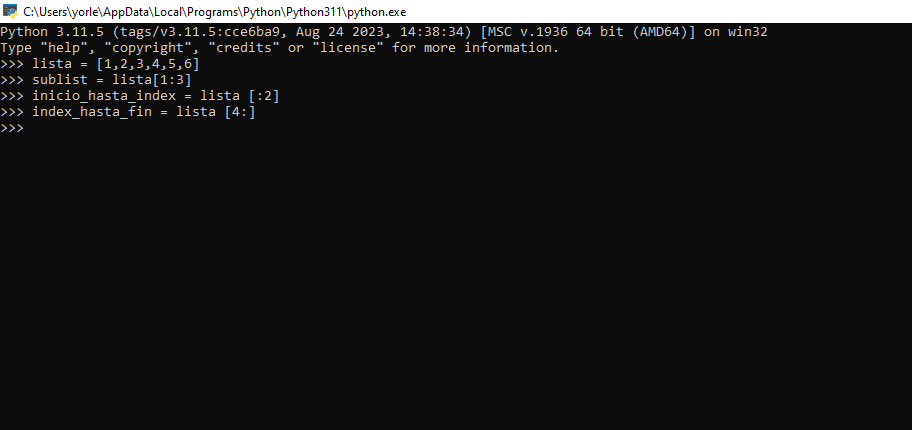 C:\Users\yorle\AppData\Local\Programs\Python\Python311\python.exe
Python 3.11.5 (tags/v3.11.5:cce6ba9, Aug 24 2023, 14:38:34) [MSC v.1936 64 bit (AMD64)] on win32
Type "help", "copyright", "credits" or "license" for more information.
>>> lista = [1,2,3,4,5,6]
>>> sublist = lista[1:3]
>>> inicio_hasta_index = lista [:2]
>>> index_hasta_fin = lista [4:]
>>>